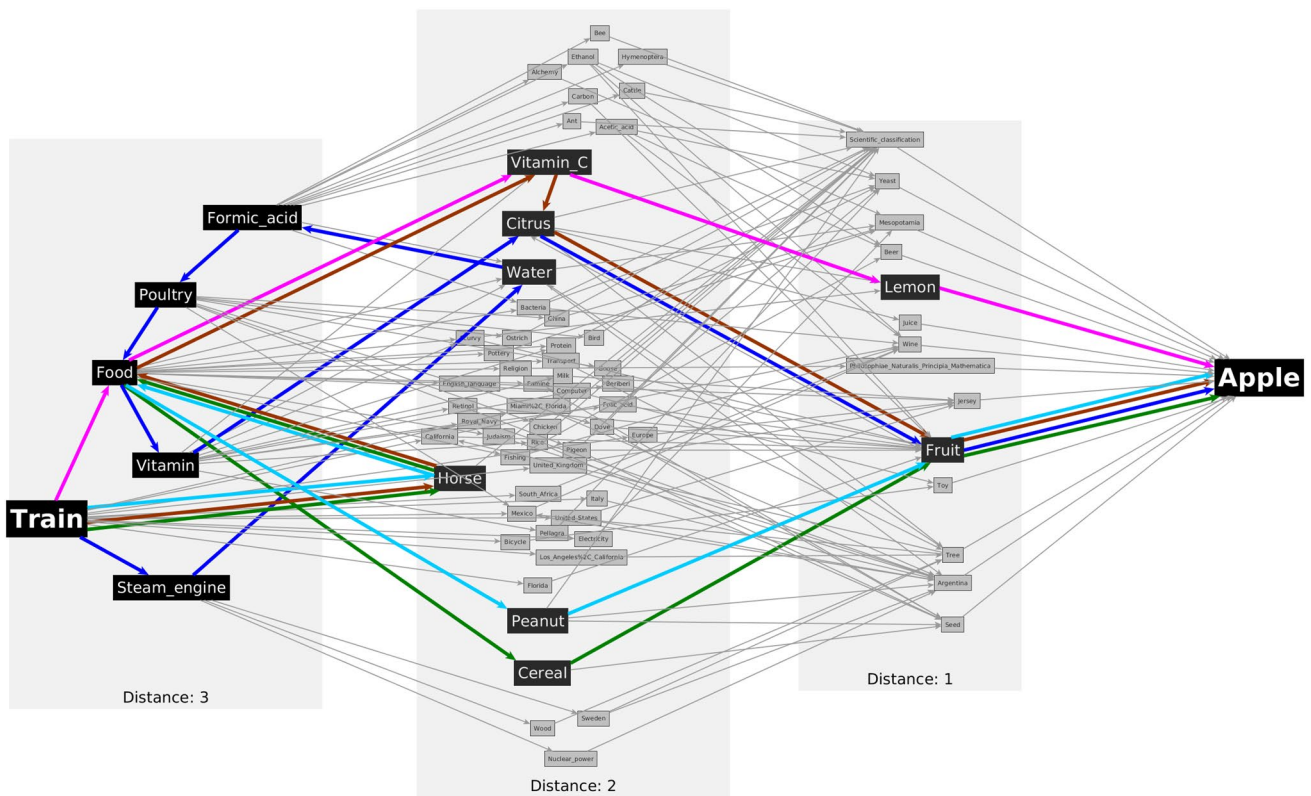 Bee
Ethanol
Hymenoptera
Alchemy
Cattle
Carbon
Ant
Acetic_acid
Scientific_classification
Vitamin_C
Yeast
Formic_acid
Citrus
Mesopotamia
Beer
Water
Lemon
Poultry
Bacteria
China
Juice
Ostrich
Bird
Wine
Pottery
Protein
Transport
Food
Religion
Philosophiae_Naturalis_Principia_Mathematica
Apple
Milk
English_language
Farming
Beriberi
Computer
Jersey
Retinol
Miami%2C_Florida
Folic_acid
Royal_Navy
Chicken
Dove
California
Judaism
Rice
Europe
Pigeon
Fruit
Vitamin
Fishing
United_Kingdom
Horse
Toy
South_Africa
Italy
Train
Mexico
United_States
Pellagra
Bicycle
Electricity
Los_Angeles%2C_California
Tree
Steam_engine
Florida
Argentina
Peanut
Seed
Cereal
Distance: 1
Distance: 3
Sweden
Wood
Nuclear_power
Distance: 2